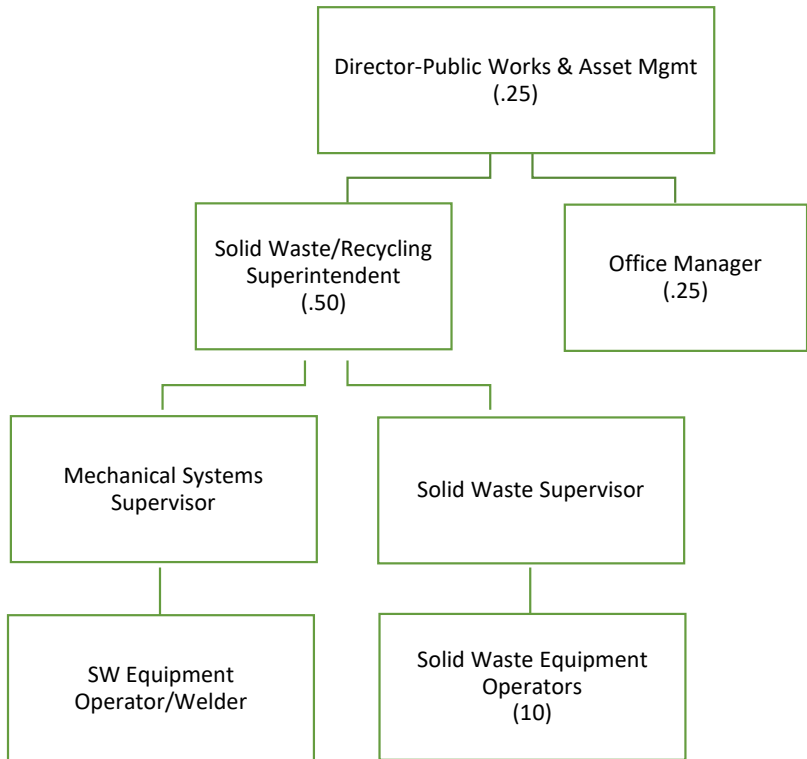 Director-Public Works & Asset Mgmt
(.25)
Solid Waste/Recycling
Superintendent
(.50)
Office Manager
(.25)
Mechanical Systems
Supervisor
Solid Waste Supervisor
SW Equipment
Operator/Welder
Solid Waste Equipment
Operators
(10)